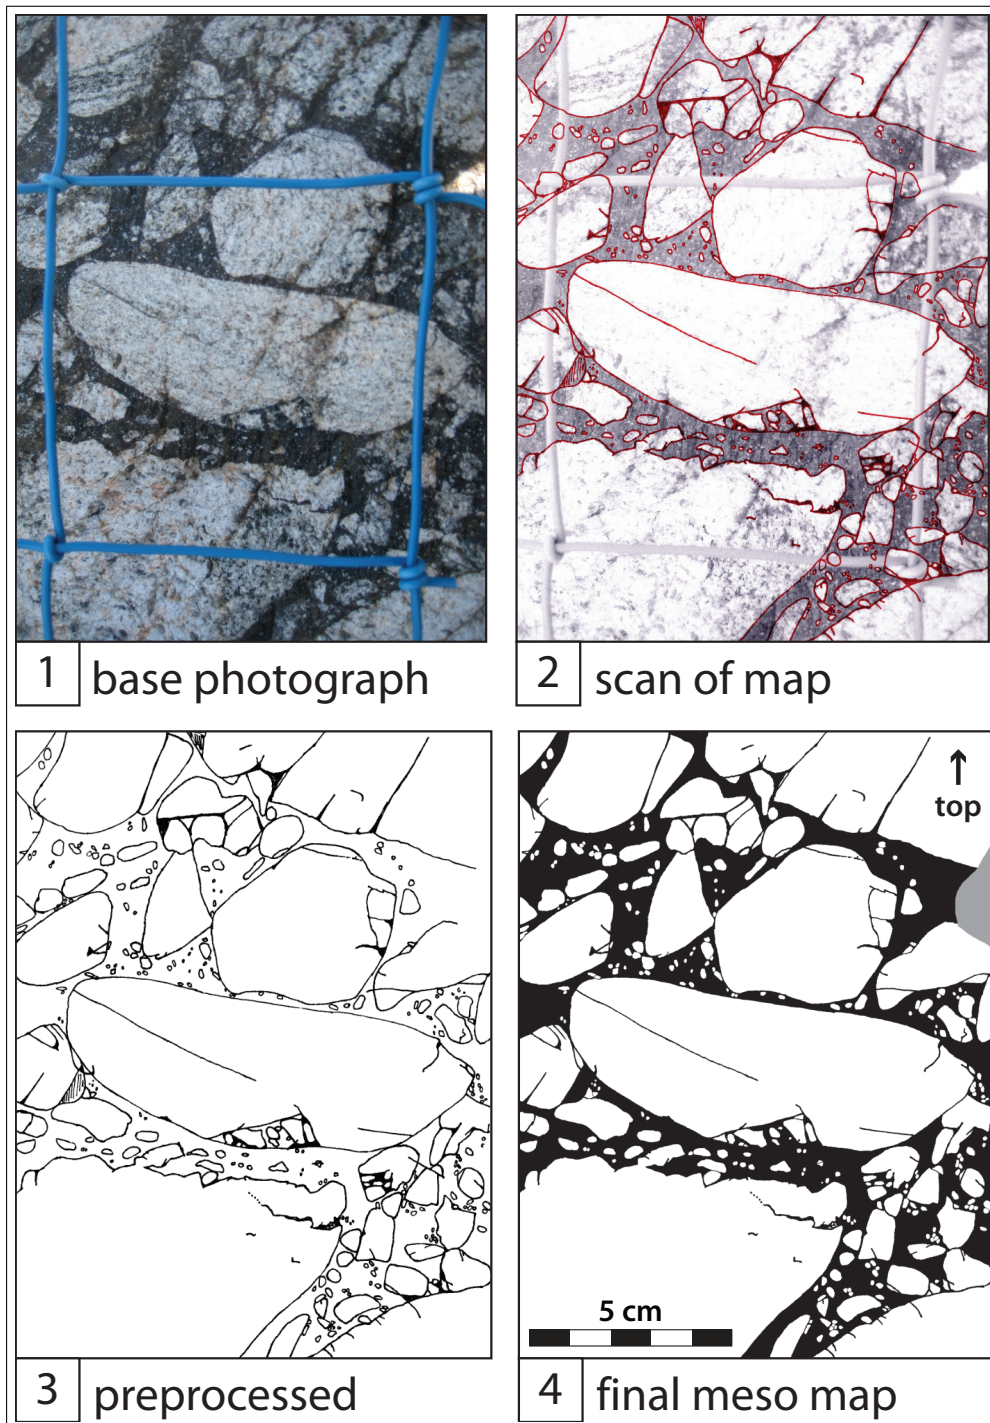 1 base photograph
2 scan of map
↑
top
5 cm
3 preprocessed
4 final meso map